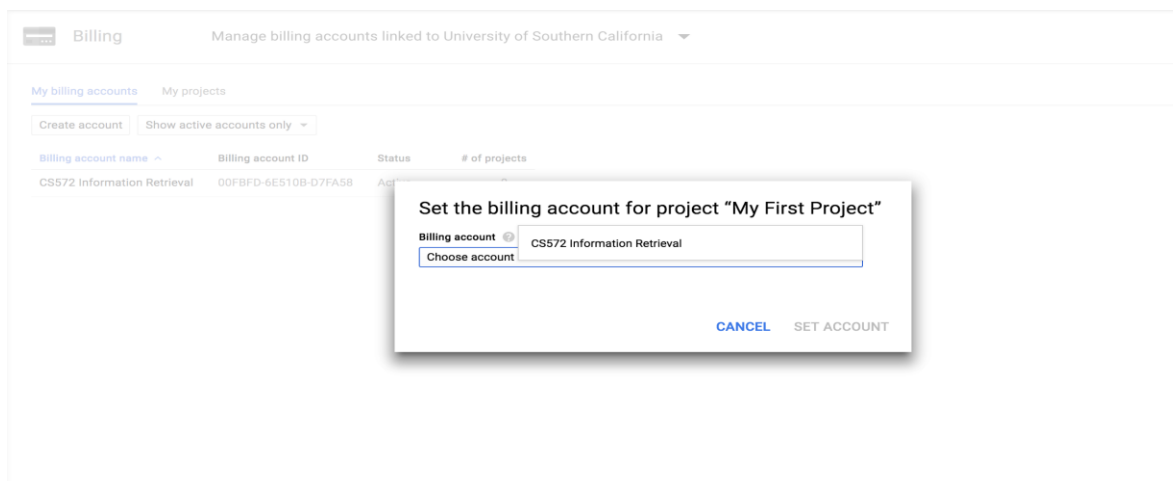 Billing
Manage billing accounts linked to University of Southern California
My billing accounts My projects
Create account Show active accounts only
Billing account name Billing account ID Status # of projects
CS572 Information Retrieval 00FBFD-6E510B-D7FA58
Set the billing account for project “My First Project”
Billing account
CS572 Information Retrieval
Choose account
CANCEL SET ACCOUNT